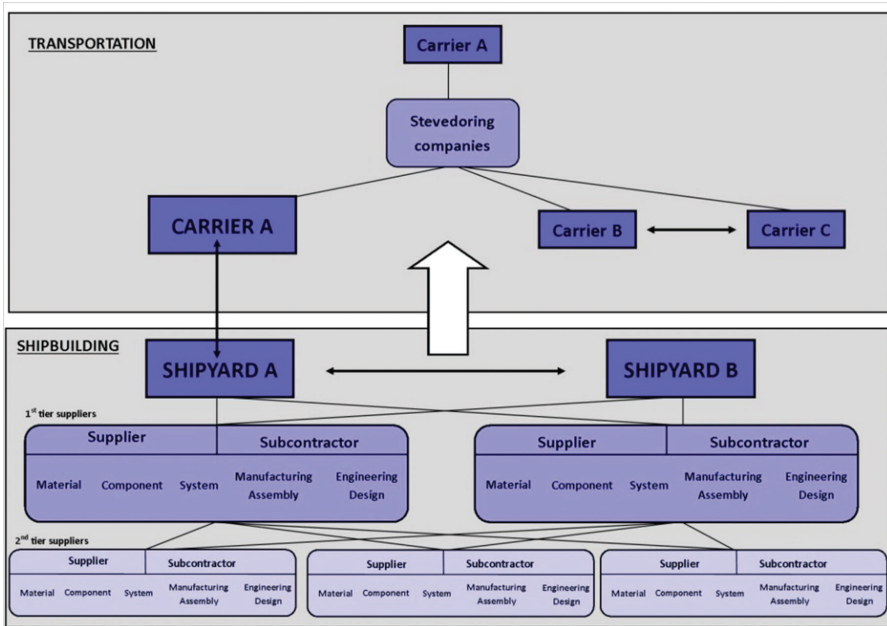 TRANSPORTATION
Carrier A
Stevedoring
companies
CARRIER A
Carrier B
Carrier C
SHIPBUILDING
SHIPYARD A
SHIPYARD B
1st tier suppliers
Supplier
Subcontractor
Material
Component
System
Manufacturing
Assembly
Engineering
Design
Supplier
Subcontractor
Material
Component
System
Manufacturing
Assembly
Engineering
Design
2nd tier suppliers
Supplier
Subcontractor
Material
Component
System
Manufacturing
Assembly
Engineering
Design
Supplier
Subcontractor
Material
Component
System
Manufacturing
Assembly
Engineering
Design
Supplier
Subcontractor
Material
Component
System
Manufacturing
Assembly
Engineering
Design